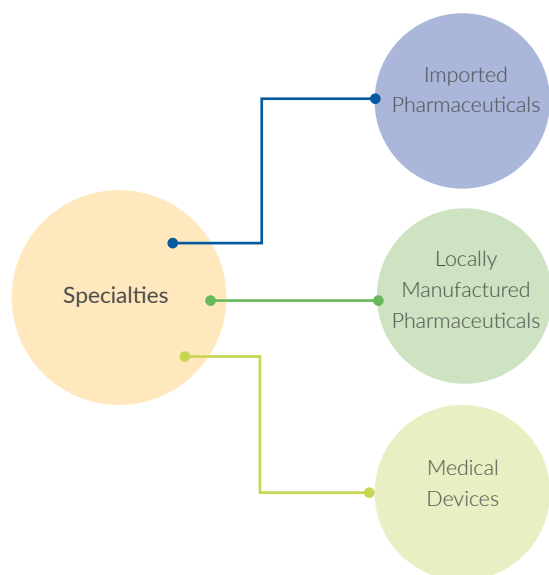 Imported
Pharmaceuticals
Specialties
Locally
Manufactured
Pharmaceuticals
Medical
Devices